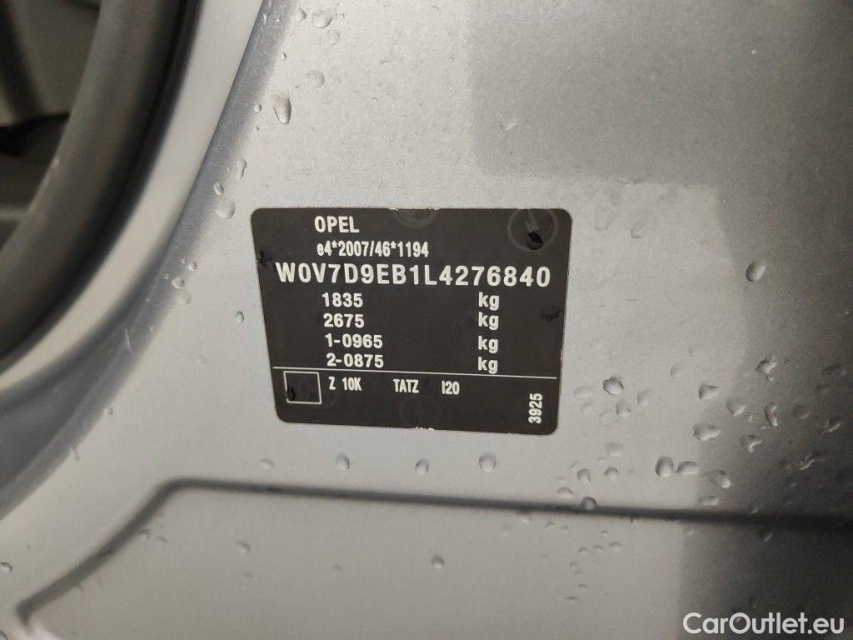 OPEL
e4*2007/46*1194
W0V7D9EB1L4276840
1835 kg
2675 kg
1-0965 kg
2-0875 kg
Z 10K TATZ I20
3925
CarOutlet.eu